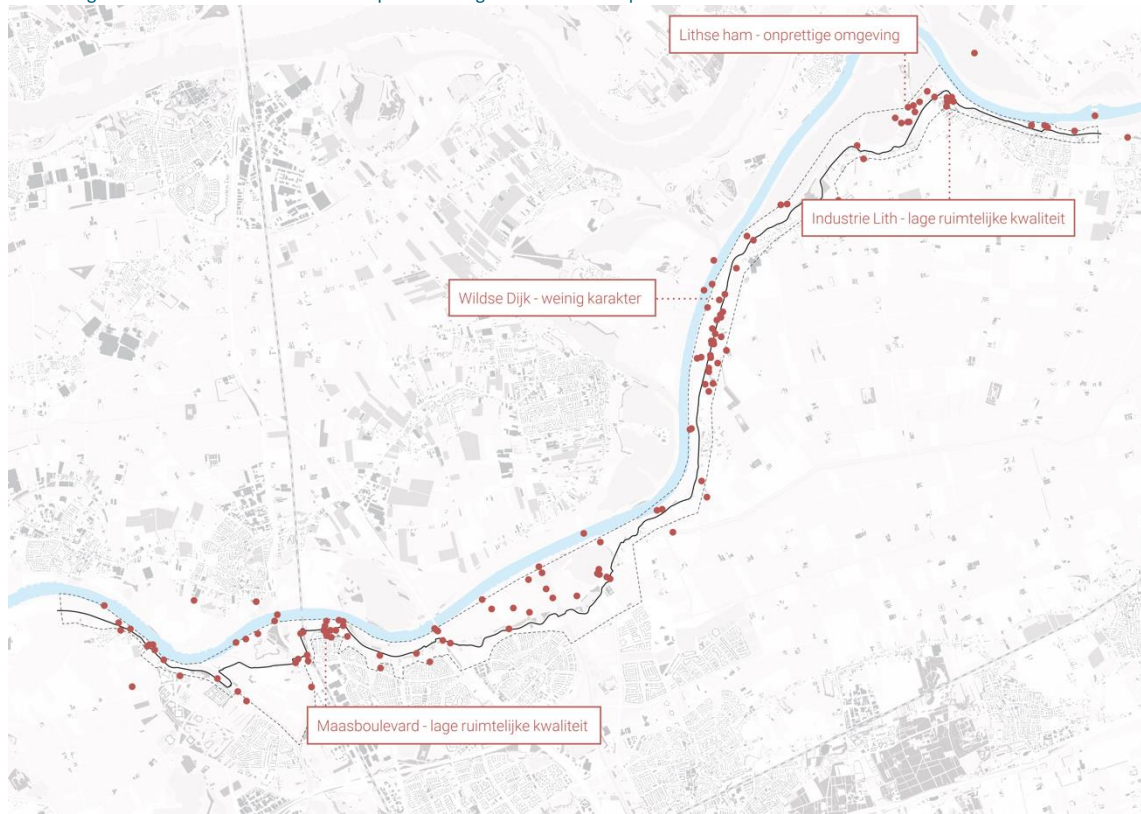 Lithse ham - onprettige omgeving
Industrie Lith - lage ruimtelijke kwaliteit
Wildse Dijk - weinig karakter
Maasboulevard - lage ruimtelijke kwaliteit